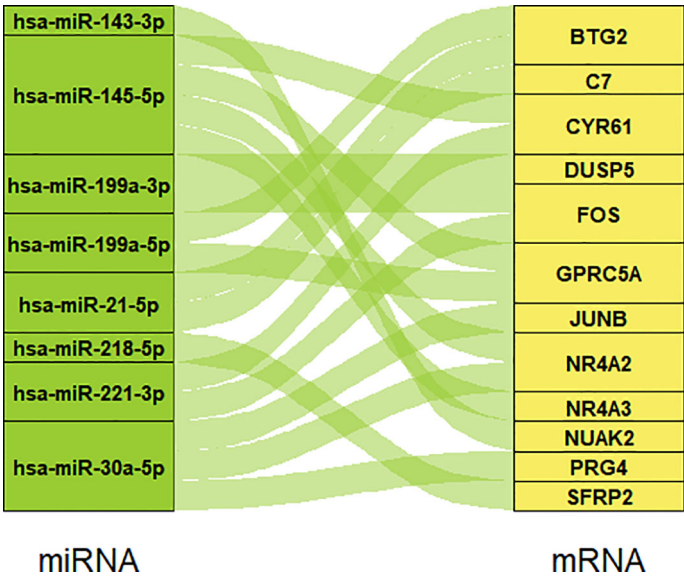 hsa-miR-143-3p
hsa-miR-145-5p
hsa-miR-199a-3p
hsa-miR-199a-5p
hsa-miR-21-5p
hsa-miR-218-5p
hsa-miR-221-3p
hsa-miR-30a-5p
miRNA
BTG2
C7
CYR61
DUSP5
FOS
GPRC5A
JUNB
NR4A2
NR4A3
NUAK2
PRG4
SFRP2
mRNA